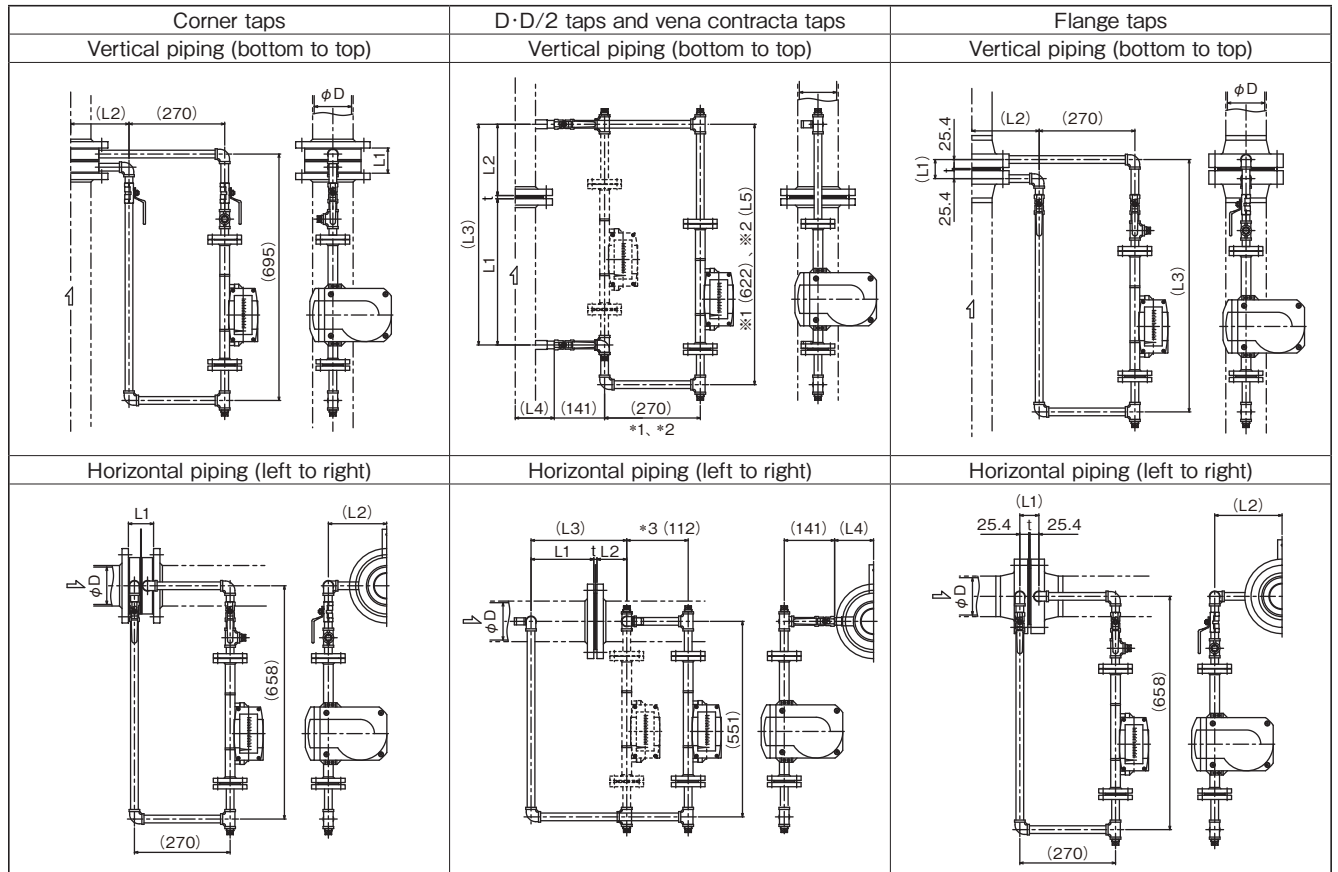 Corner taps
D·D/2 taps and vena contracta taps
Flange taps
Vertical piping (bottom to top)
Vertical piping (bottom to top)
Vertical piping (bottom to top)
(L2)
(270)
φD
L1
(695)
L2
t
L1
(L3)
※1 (622)、※2 (L5)
(L4)
(141)
(270)
*1、*2
(L2)
(270)
φD
25.4
(L1)
t
25.4
(L3)
Horizontal piping (left to right)
Horizontal piping (left to right)
Horizontal piping (left to right)
L1
(L2)
φD
(658)
(270)
(L3)
*3 (112)
L1
t
L2
(141)
(L4)
φD
(551)
(L1)
25.4
t
25.4
(L2)
φD
(658)
(270)